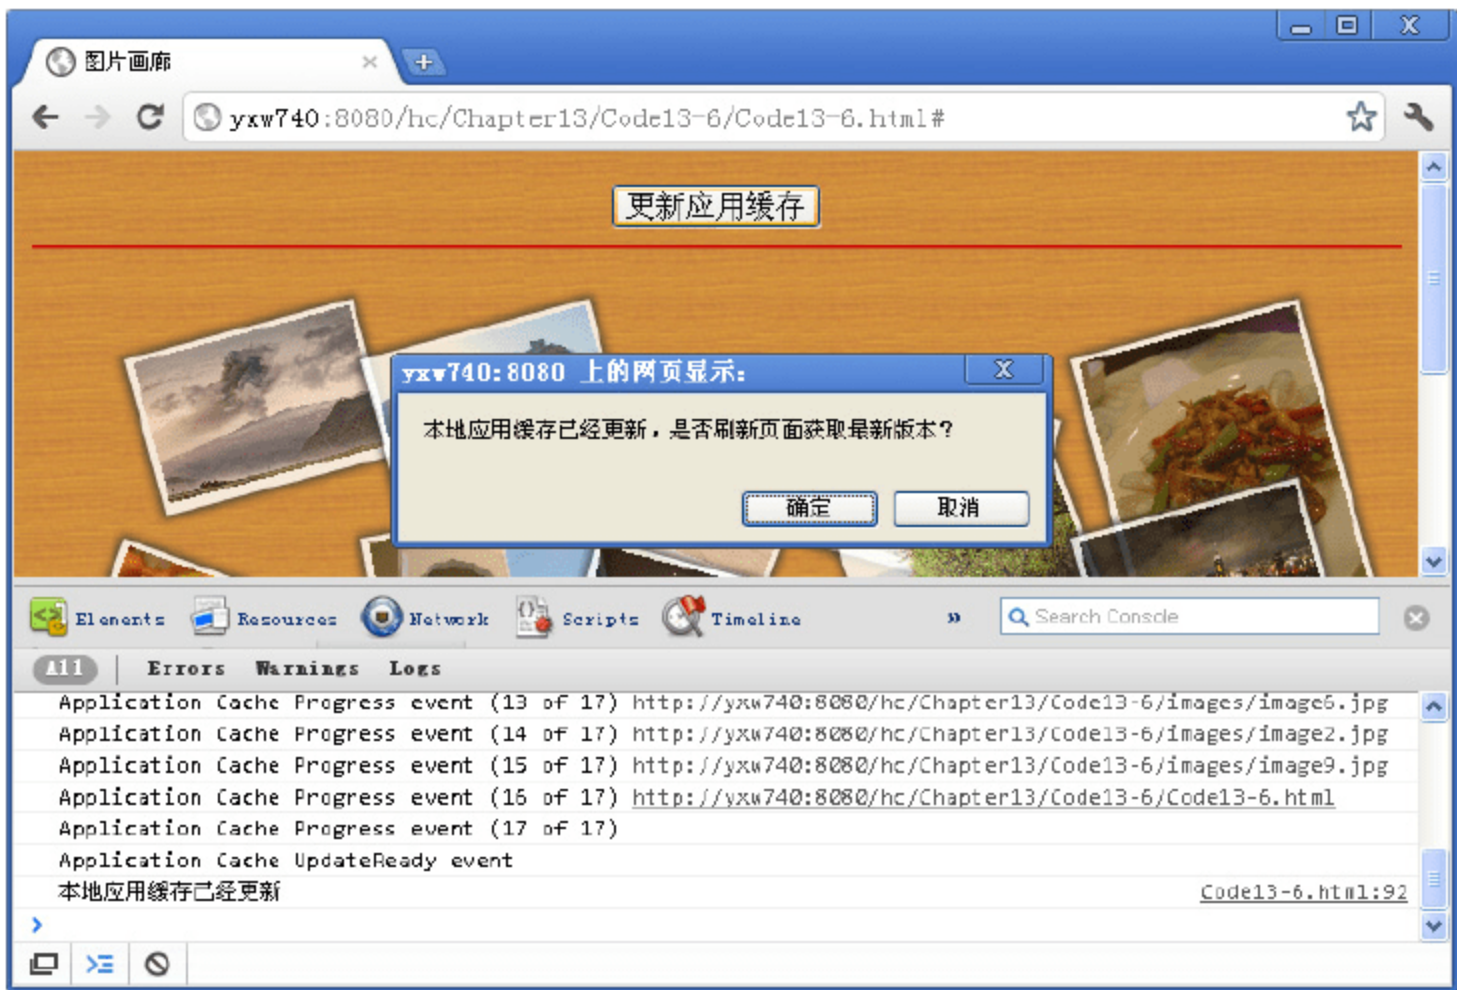 图片画廊
yxw740:8080/hc/Chapter13/Code13-6/Code13-6.html#
更新应用缓存
yxw740:8080 上的网页显示:
本地应用缓存已经更新，是否刷新页面获取最新版本？
确定 取消
Elements Resources Network Scripts Timeline » Search Console
All Errors Warnings Logs
Application Cache Progress event (13 of 17) http://yxw740:8080/hc/Chapter13/Code13-6/images/image6.jpg
Application Cache Progress event (14 of 17) http://yxw740:8080/hc/Chapter13/Code13-6/images/image2.jpg
Application Cache Progress event (15 of 17) http://yxw740:8080/hc/Chapter13/Code13-6/images/image9.jpg
Application Cache Progress event (16 of 17) http://yxw740:8080/hc/Chapter13/Code13-6/Code13-6.html
Application Cache Progress event (17 of 17)
Application Cache UpdateReady event
本地应用缓存已经更新 Code13-6.html:92